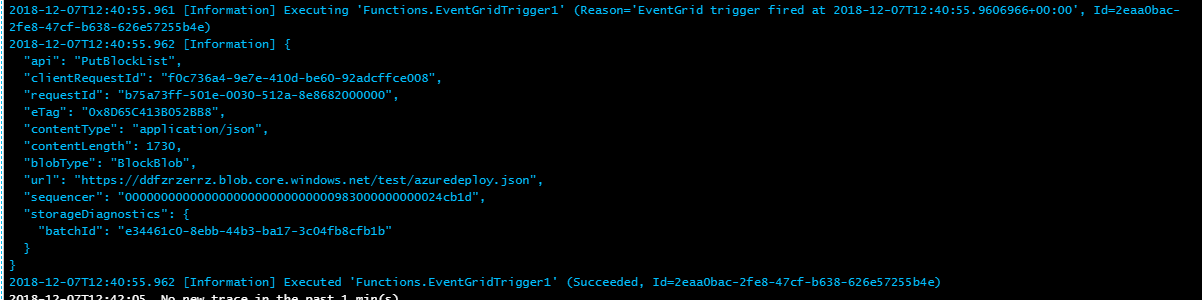 2018-12-07T12:40:55.961 [Information] Executing 'Functions.EventGridTrigger1' (Reason='EventGrid trigger fired at 2018-12-07T12:40:55.9606966+00:00', Id=2eaa0bac-
2fe8-47cf-b638-626e57255b4e)
2018-12-07T12:40:55.962 [Information] {
  "api": "PutBlockList",
  "clientRequestId": "f0c736a4-9e7e-410d-be60-92adcffce008",
  "requestId": "b75a73ff-501e-0030-512a-8e8682000000",
  "eTag": "0x8D65C413B052BB8",
  "contentType": "application/json",
  "contentLength": 1730,
  "blobType": "BlockBlob",
  "url": "https://ddfzrzerrz.blob.core.windows.net/test/azuredeploy.json",
  "sequencer": "00000000000000000000000000000983000000000024cb1d",
  "storageDiagnostics": {
    "batchId": "e34461c0-8ebb-44b3-ba17-3c04fb8cfb1b"
  }
}
2018-12-07T12:40:55.962 [Information] Executed 'Functions.EventGridTrigger1' (Succeeded, Id=2eaa0bac-2fe8-47cf-b638-626e57255b4e)
2018-12-07T12:42:05  No new trace in the past 1 min(s)